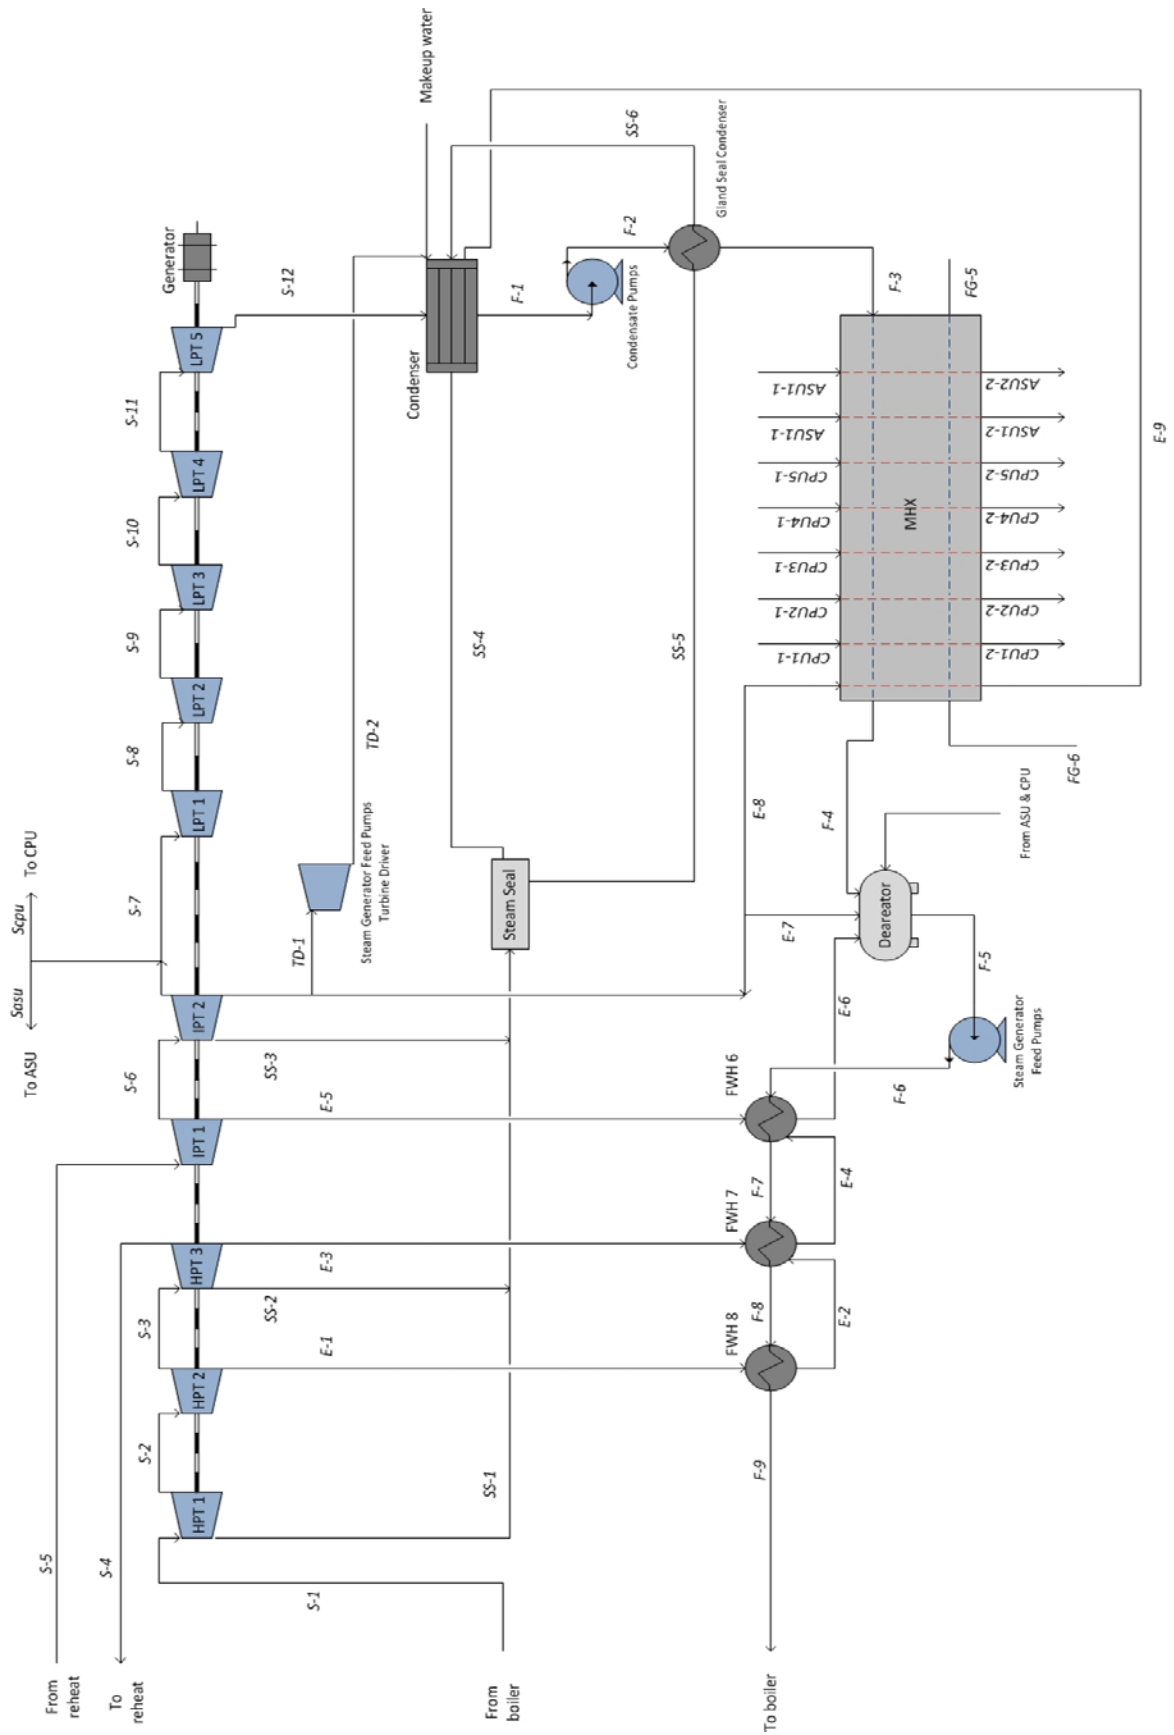 From
reheat
S-5
To
reheat
S-4
To ASU
Sasu
Scpu
To CPU
S-2
S-3
S-6
S-7
S-8
S-9
S-10
S-11
Generator
HPT 1
HPT 2
HPT 3
IPT 1
IPT 2
LPT 1
LPT 2
LPT 3
LPT 4
LPT 5
S-1
From
boiler
SS-1
E-1
SS-2
E-3
E-5
SS-3
TD-1
Steam Generator Feed Pumps
Turbine Driver
TD-2
S-12
Makeup water
Condenser
SS-4
Steam Seal
SS-5
F-1
Condensate Pumps
F-2
SS-6
Gland Seal Condenser
F-3
FG-5
To boiler
F-9
FWH 8
F-8
FWH 7
F-7
FWH 6
E-2
E-4
F-6
E-6
Steam Generator
Feed Pumps
F-5
Deareator
E-7
E-8
F-4
From ASU & CPU
FG-6
MHX
CPU1-1
CPU2-1
CPU3-1
CPU4-1
CPU5-1
ASU1-1
ASU1-1
CPU1-2
CPU2-2
CPU3-2
CPU4-2
CPU5-2
ASU1-2
ASU2-2
E-9